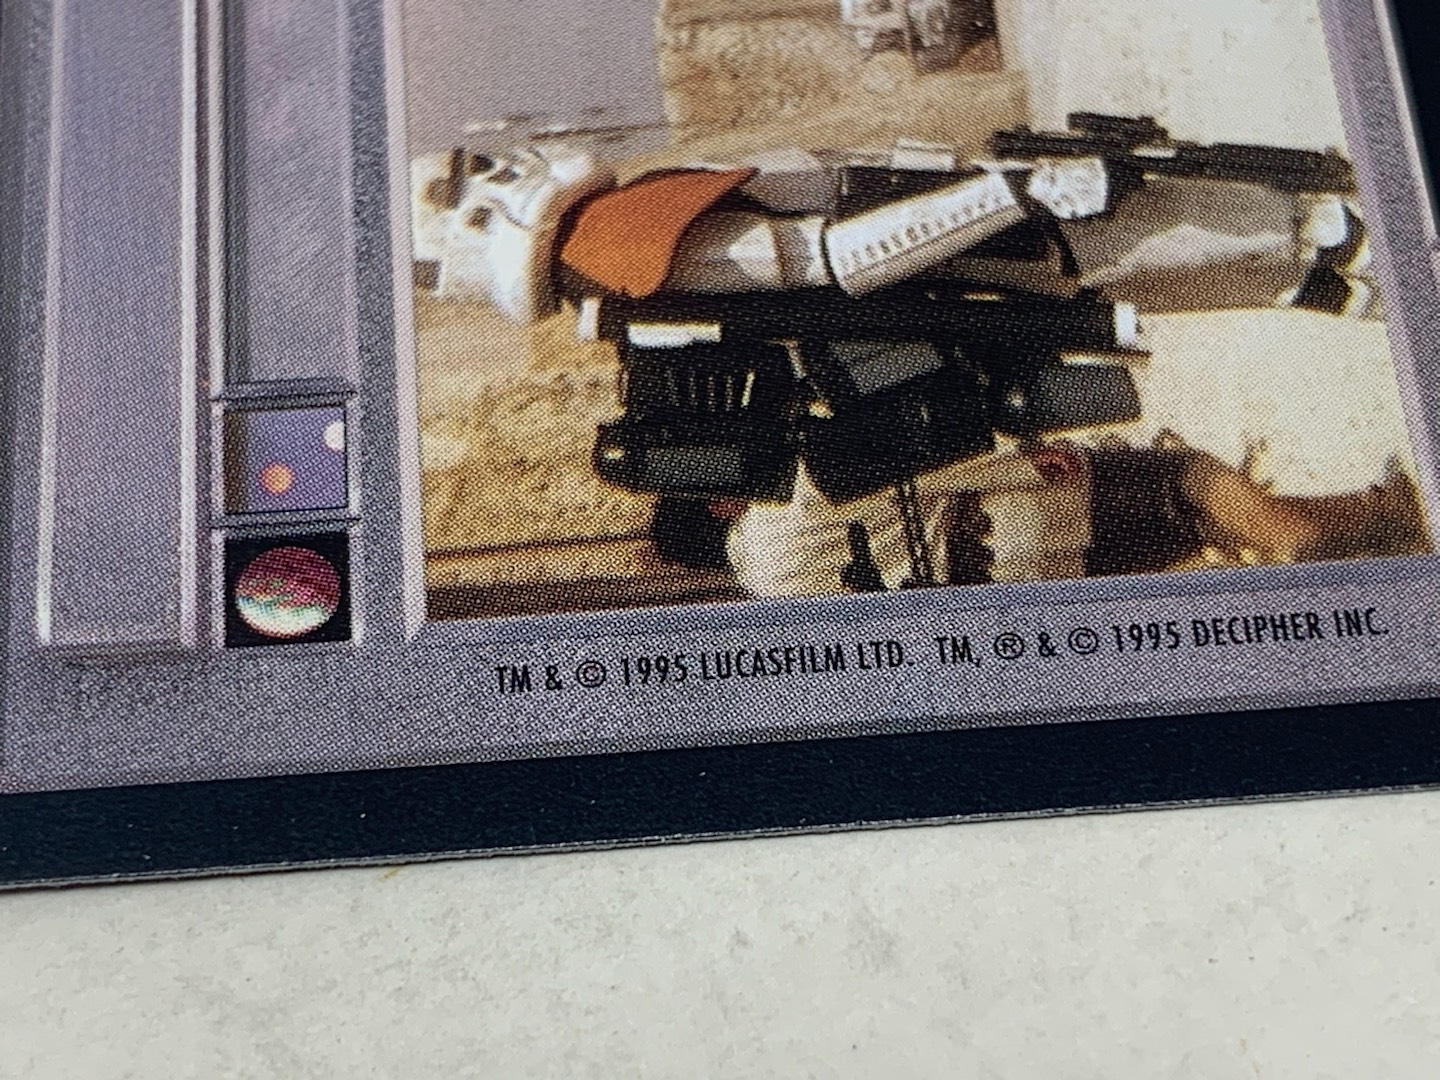 TM & © 1995 LUCASFILM LTD. TM, ® & © 1995 DECIPHER INC.